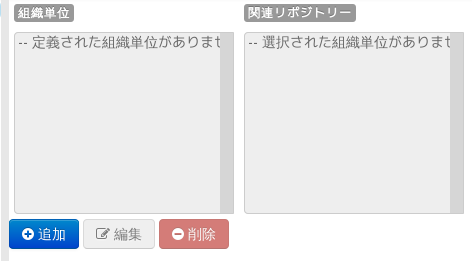 組織単位
関連リポジトリー
-- 定義された組織単位がありませ
-- 選択された組織単位がありませ
追加
編集
削除